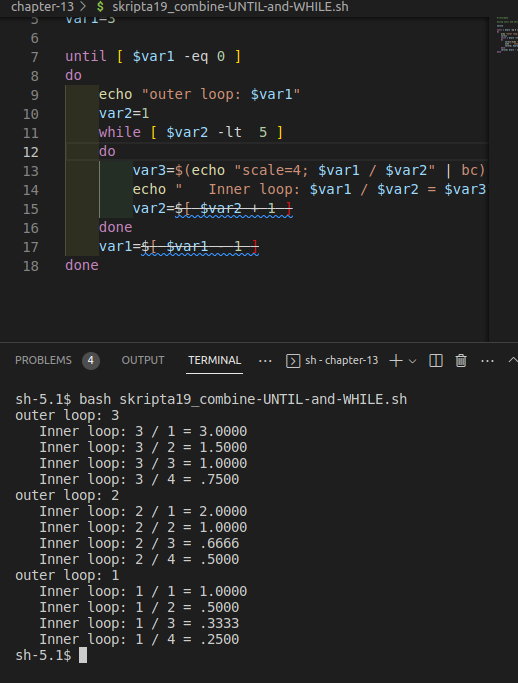 chapter-13 > $ skripta19_combine-UNTIL-and-WHILE.sh
5 var1=3
6
7 until [ $var1 -eq 0 ]
8 do
9     echo "outer loop: $var1"
10     var2=1
11     while [ $var2 -lt  5 ]
12     do
13         var3=$(echo "scale=4; $var1 / $var2" | bc)
14         echo "   Inner loop: $var1 / $var2 = $var3
15         var2=$[ $var2 + 1 ]
16     done
17     var1=$[ $var1 - 1 ]
18 done
PROBLEMS 4 OUTPUT TERMINAL ··· sh - chapter-13
sh-5.1$ bash skripta19_combine-UNTIL-and-WHILE.sh
outer loop: 3
   Inner loop: 3 / 1 = 3.0000
   Inner loop: 3 / 2 = 1.5000
   Inner loop: 3 / 3 = 1.0000
   Inner loop: 3 / 4 = .7500
outer loop: 2
   Inner loop: 2 / 1 = 2.0000
   Inner loop: 2 / 2 = 1.0000
   Inner loop: 2 / 3 = .6666
   Inner loop: 2 / 4 = .5000
outer loop: 1
   Inner loop: 1 / 1 = 1.0000
   Inner loop: 1 / 2 = .5000
   Inner loop: 1 / 3 = .3333
   Inner loop: 1 / 4 = .2500
sh-5.1$